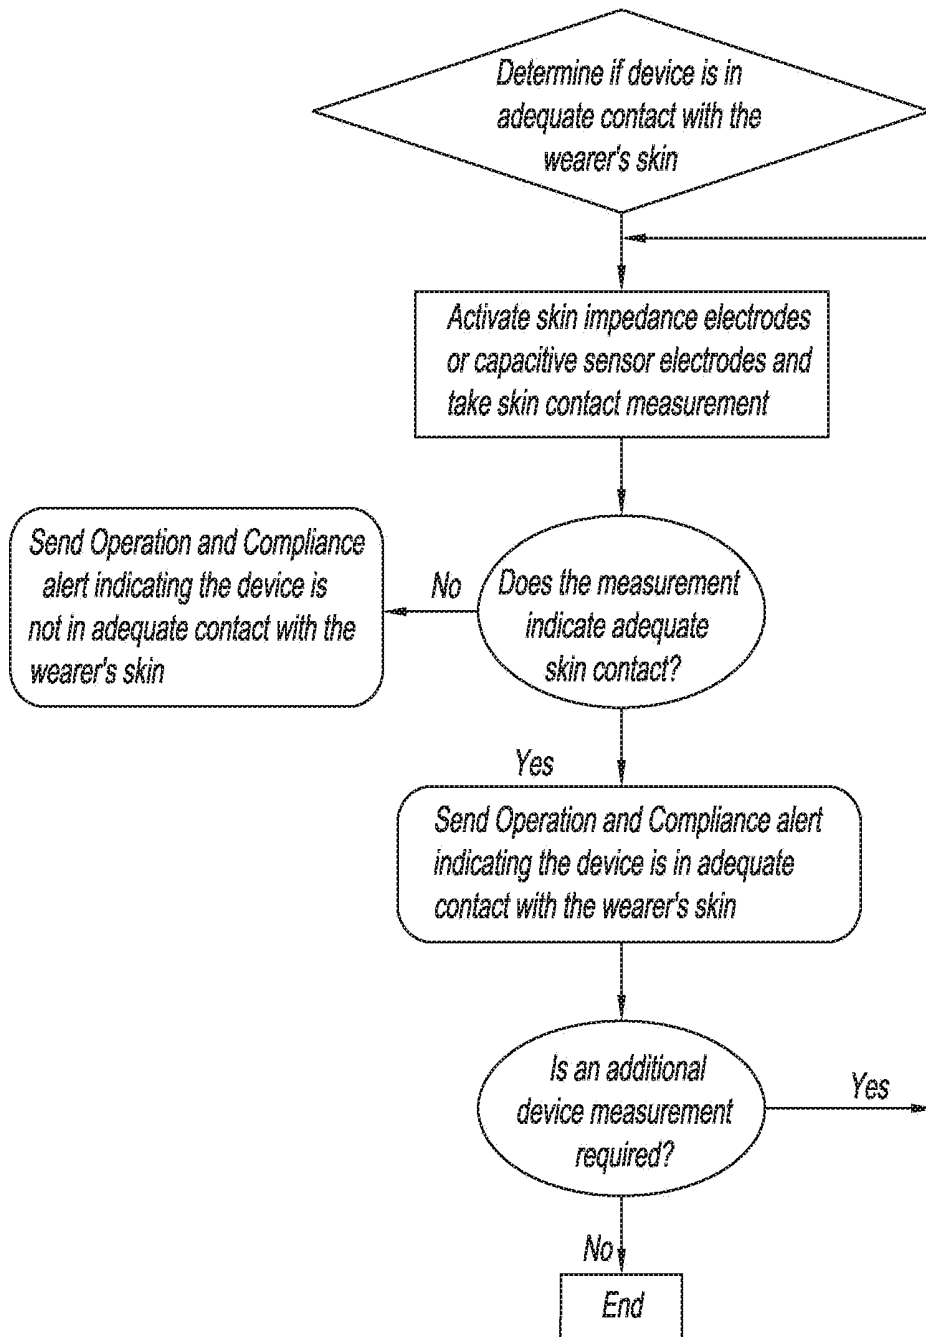 Determine if device is in
adequate contact with the
wearer's skin
Activate skin impedance electrodes
or capacitive sensor electrodes and
take skin contact measurement
Send Operation and Compliance
alert indicating the device is
not in adequate contact with the
wearer's skin
No
Does the measurement
indicate adequate
skin contact?
Yes
Send Operation and Compliance alert
indicating the device is in adequate
contact with the wearer's skin
Is an additional
device measurement
required?
Yes
No
End